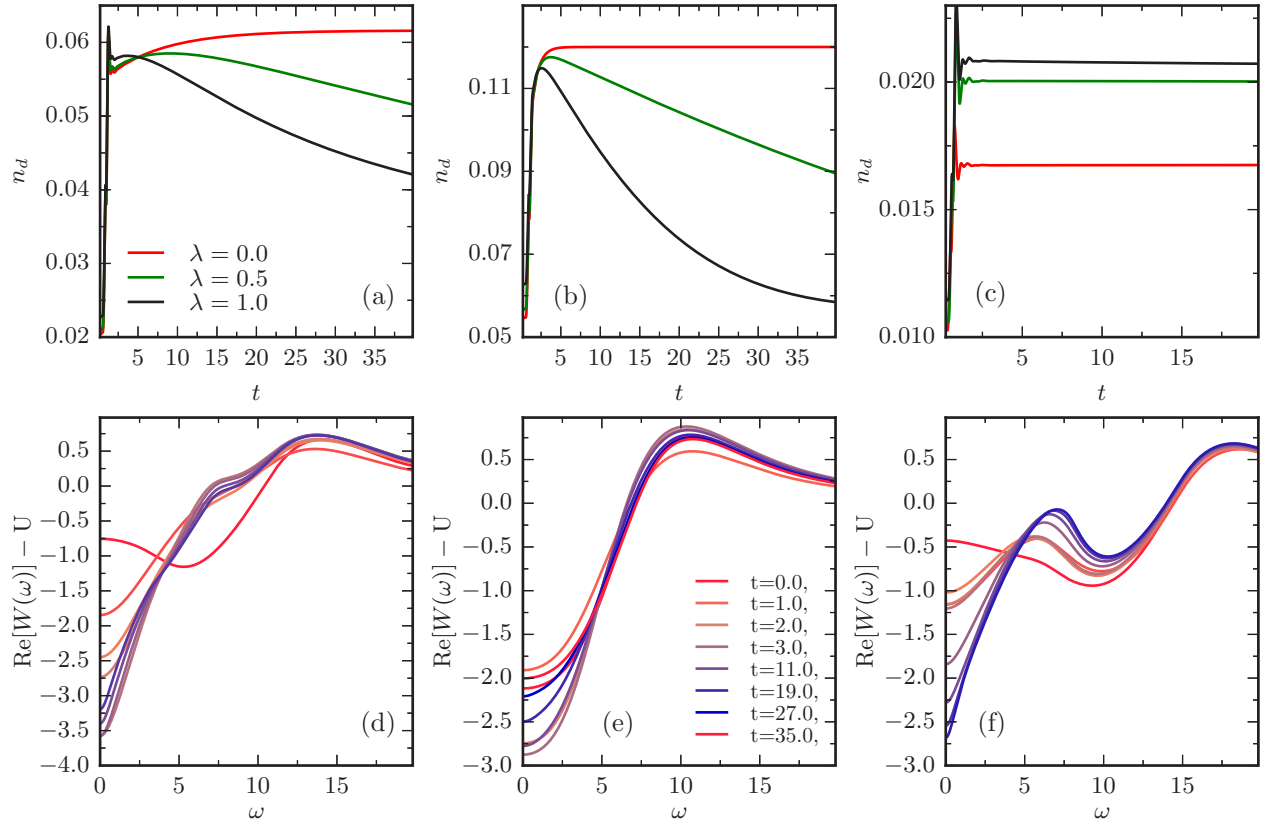 0.06
0.05
0.04
0.03
0.02
n_d
λ = 0.0
λ = 0.5
λ = 1.0
(a)
5 10 15 20 25 30 35
t
0.11
0.09
0.07
0.05
n_d
(b)
5 10 15 20 25 30 35
t
0.020
0.015
0.010
n_d
(c)
5 10 15
t
0.5
0.0
−0.5
−1.0
−1.5
−2.0
−2.5
−3.0
−3.5
−4.0
Re[W(ω)] − U
(d)
0 5 10 15
ω
0.5
0.0
−0.5
−1.0
−1.5
−2.0
−2.5
−3.0
Re[W(ω)] − U
t=0.0,
t=1.0,
t=2.0,
t=3.0,
t=11.0,
t=19.0,
t=27.0,
t=35.0,
(e)
0 5 10 15
ω
0.5
0.0
−0.5
−1.0
−1.5
−2.0
−2.5
−3.0
Re[W(ω)] − U
(f)
0 5 10 15
ω